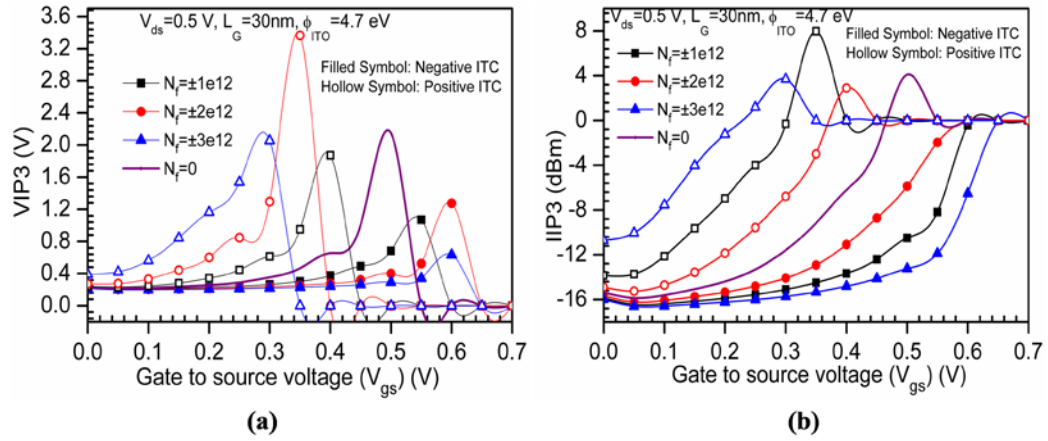 V_ds=0.5 V, L_G=30nm, ϕ_ITO=4.7 eV
Filled Symbol: Negative ITC
Hollow Symbol: Positive ITC
N_f=±1e12
N_f=±2e12
N_f=±3e12
N_f=0
VIP3 (V)
3.6
3.2
2.8
2.4
2.0
1.6
1.2
0.8
0.4
0.0
0.0 0.1 0.2 0.3 0.4 0.5 0.6 0.7
Gate to source voltage (V_gs) (V)
(a)
V_ds=0.5 V, L_G=30nm, ϕ_ITO=4.7 eV
Filled Symbol: Negative ITC
Hollow Symbol: Positive ITC
N_f=±1e12
N_f=±2e12
N_f=±3e12
N_f=0
IIP3 (dBm)
8
4
0
-4
-8
-12
-16
0.0 0.1 0.2 0.3 0.4 0.5 0.6 0.7
Gate to source voltage (V_gs) (V)
(b)